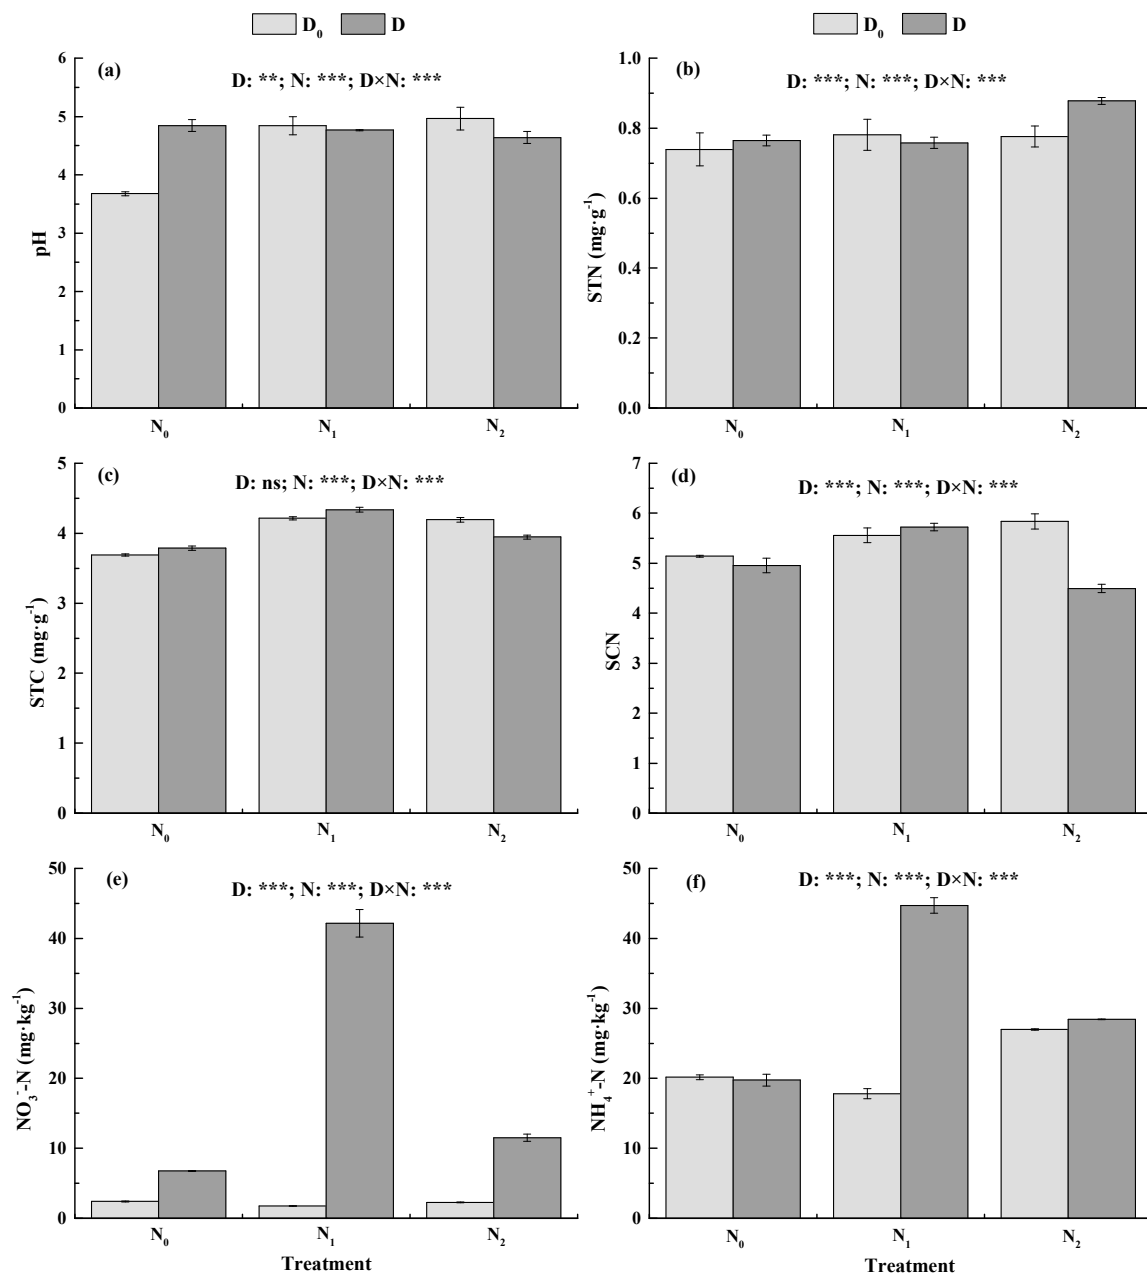 D₀ D
D₀ D
(a)
D: **; N: ***; D×N: ***
pH
6
5
4
3
2
1
0
N₀ N₁ N₂
(b)
D: ***; N: ***; D×N: ***
STN (mg·g⁻¹)
1.0
0.8
0.6
0.4
0.2
0.0
N₀ N₁ N₂
(c)
D: ns; N: ***; D×N: ***
STC (mg·g⁻¹)
5
4
3
2
1
0
N₀ N₁ N₂
(d)
D: ***; N: ***; D×N: ***
SCN
7
6
5
4
3
2
1
0
N₀ N₁ N₂
(e)
D: ***; N: ***; D×N: ***
NO₃⁻-N (mg·kg⁻¹)
50
40
30
20
10
0
N₀ N₁ N₂
Treatment
(f)
D: ***; N: ***; D×N: ***
NH₄⁺-N (mg·kg⁻¹)
50
40
30
20
10
0
N₀ N₁ N₂
Treatment